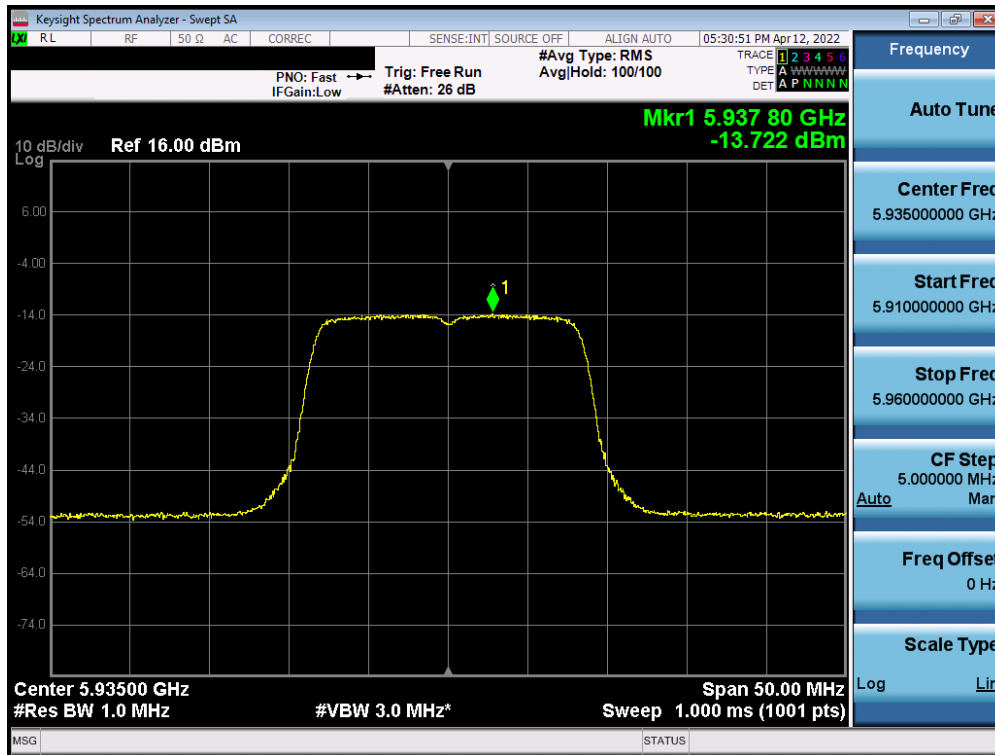 Keysight Spectrum Analyzer - Swept SA
LXI RL RF 50 Ω AC CORREC SENSE:INT SOURCE OFF ALIGN AUTO 05:30:51 PM Apr 12, 2022
PNO: Fast
IFGain:Low
Trig: Free Run
#Atten: 26 dB
#Avg Type: RMS
Avg|Hold: 100/100
TRACE 1 2 3 4 5 6
TYPE A WWWWW
DET A P N N N N
Mkr1 5.937 80 GHz
-13.722 dBm
10 dB/div Ref 16.00 dBm
Log
1
6.00
-4.00
-14.0
-24.0
-34.0
-44.0
-54.0
-64.0
-74.0
Center 5.93500 GHz Span 50.00 MHz
#Res BW 1.0 MHz #VBW 3.0 MHz* Sweep 1.000 ms (1001 pts)
MSG STATUS
Frequency
Auto Tune
Center Freq
5.935000000 GHz
Start Freq
5.910000000 GHz
Stop Freq
5.960000000 GHz
CF Step
5.000000 MHz
Auto Man
Freq Offset
0 Hz
Scale Type
Log Lin